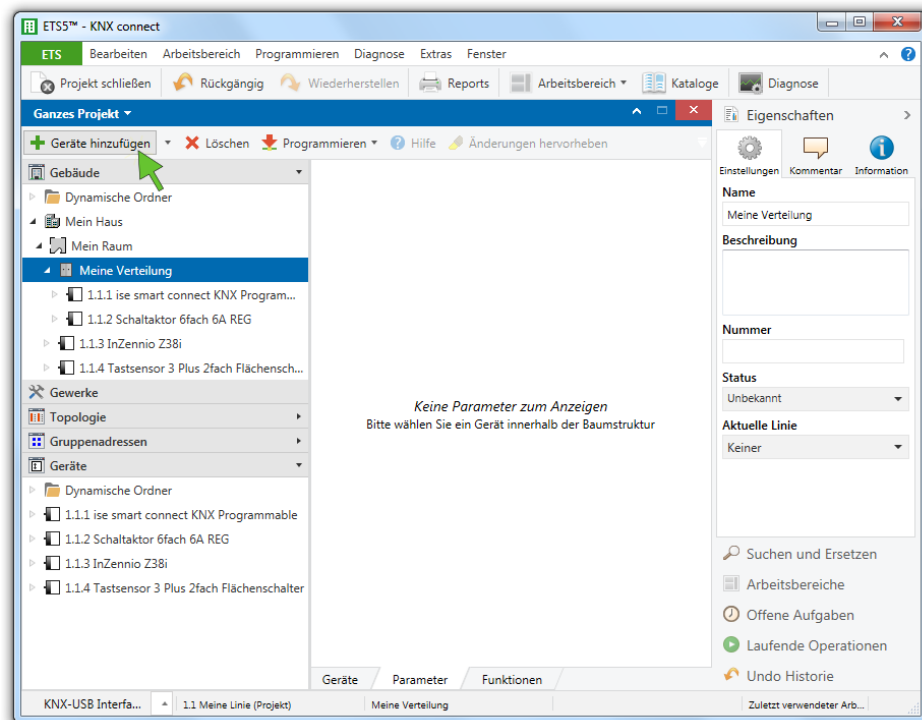 ETS5™ - KNX connect
ETS Bearbeiten Arbeitsbereich Programmieren Diagnose Extras Fenster
Projekt schließen Rückgängig Wiederherstellen Reports Arbeitsbereich Kataloge Diagnose
Ganzes Projekt
Geräte hinzufügen Löschen Programmieren Hilfe Änderungen hervorheben
Gebäude
Dynamische Ordner
Mein Haus
Mein Raum
Meine Verteilung
1.1.1 ise smart connect KNX Program...
1.1.2 Schaltaktor 6fach 6A REG
1.1.3 InZennio Z38i
1.1.4 Tastsensor 3 Plus 2fach Flächensch...
Gewerke
Topologie
Gruppenadressen
Geräte
Dynamische Ordner
1.1.1 ise smart connect KNX Programmable
1.1.2 Schaltaktor 6fach 6A REG
1.1.3 InZennio Z38i
1.1.4 Tastsensor 3 Plus 2fach Flächenschalter
Keine Parameter zum Anzeigen
Bitte wählen Sie ein Gerät innerhalb der Baumstruktur
Geräte Parameter Funktionen
Eigenschaften
Einstellungen Kommentar Information
Name
Meine Verteilung
Beschreibung
Nummer
Status
Unbekannt
Aktuelle Linie
Keiner
Suchen und Ersetzen
Arbeitsbereiche
Offene Aufgaben
Laufende Operationen
Undo Historie
KNX-USB Interfa... 1.1 Meine Linie (Projekt) Meine Verteilung Zuletzt verwendeter Arb...